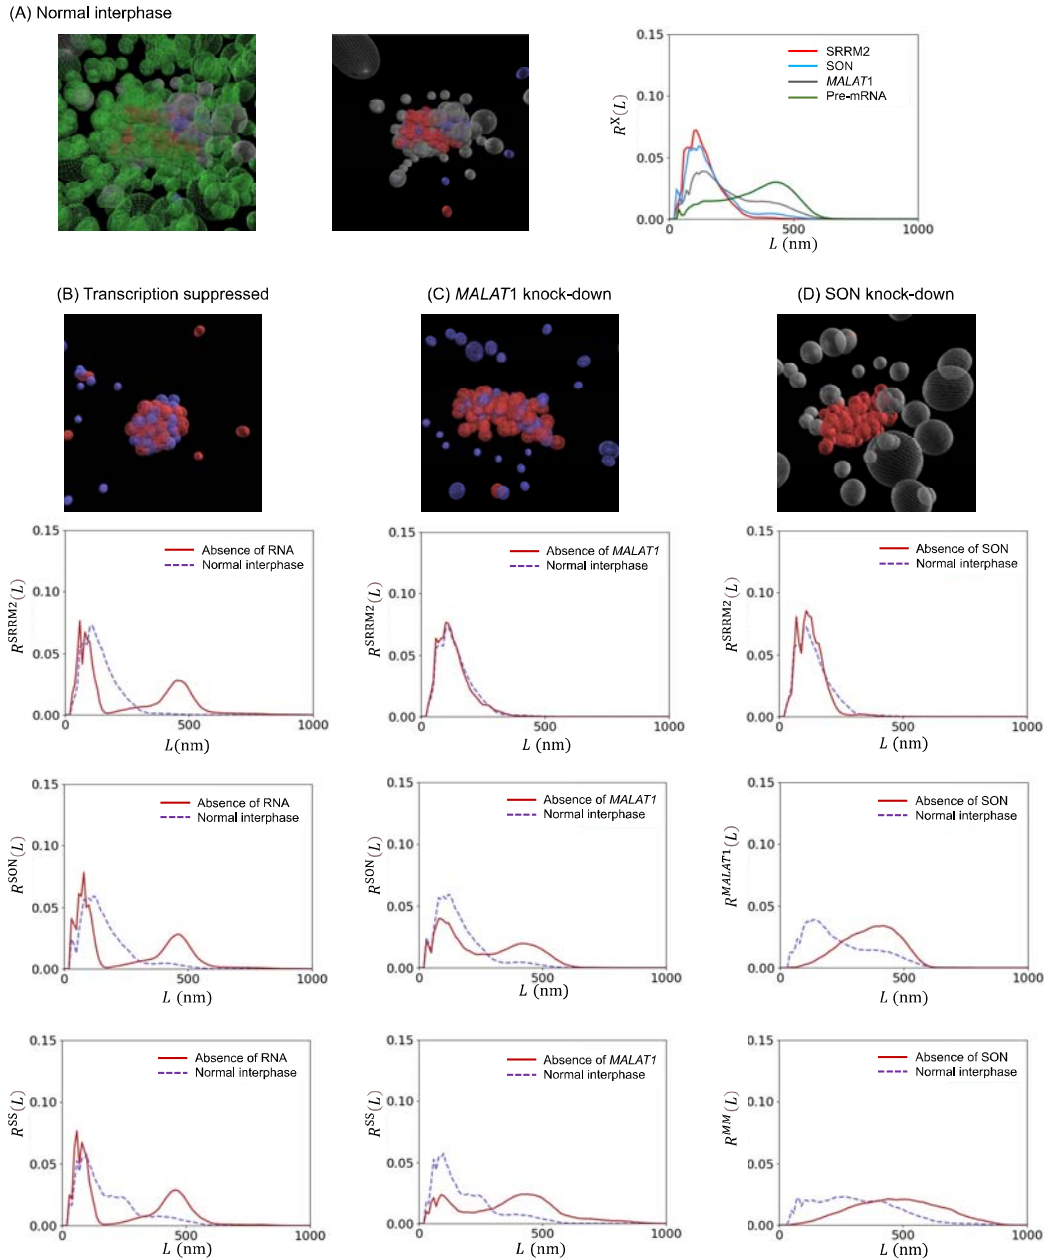 (A) Normal interphase
SRRM2
SON
MALAT1
Pre-mRNA
0.15
0.10
0.05
0.00
R^X(L)
0
500
1000
L (nm)
(B) Transcription suppressed
(C) MALAT1 knock-down
(D) SON knock-down
0.15
0.10
0.05
0.00
R^SRRM2(L)
Absence of RNA
Normal interphase
0
500
1000
L(nm)
0.15
0.10
0.05
0.00
R^SRRM2(L)
Absence of MALAT1
Normal interphase
0
500
1000
L (nm)
0.15
0.10
0.05
0.00
R^SRRM2(L)
Absence of SON
Normal interphase
0
500
1000
L (nm)
0.15
0.10
0.05
0.00
R^SON(L)
Absence of RNA
Normal interphase
0
500
1000
L (nm)
0.15
0.10
0.05
0.00
R^SON(L)
Absence of MALAT1
Normal interphase
0
500
1000
L (nm)
0.15
0.10
0.05
0.00
R^MALAT1(L)
Absence of SON
Normal interphase
0
500
1000
L (nm)
0.15
0.10
0.05
0.00
R^SS(L)
Absence of RNA
Normal interphase
0
500
1000
L (nm)
0.15
0.10
0.05
0.00
R^SS(L)
Absence of MALAT1
Normal interphase
0
500
1000
L (nm)
0.15
0.10
0.05
0.00
R^MM(L)
Absence of SON
Normal interphase
0
500
1000
L (nm)